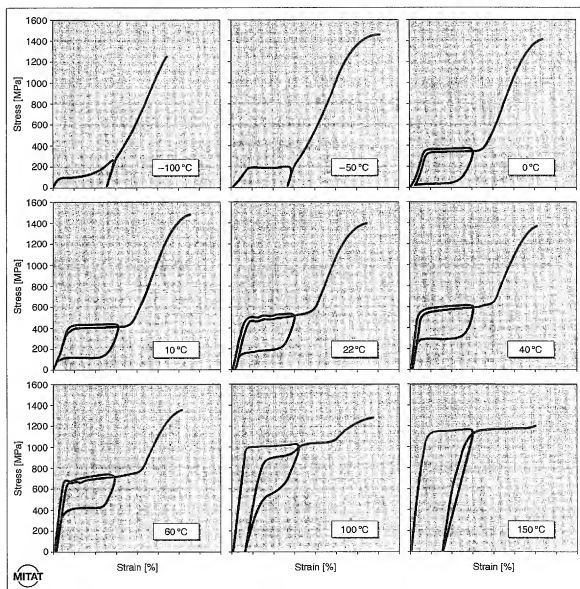 1600
1400
1200
1000
800
600
400
200
0
Stress [MPa]
−100 °C
−50 °C
0 °C
1600
1400
1200
1000
800
600
400
200
0
Stress [MPa]
10 °C
22 °C
40 °C
1600
1400
1200
1000
800
600
400
200
0
Stress [MPa]
60 °C
100 °C
150 °C
Strain [%]
Strain [%]
Strain [%]
MITAT